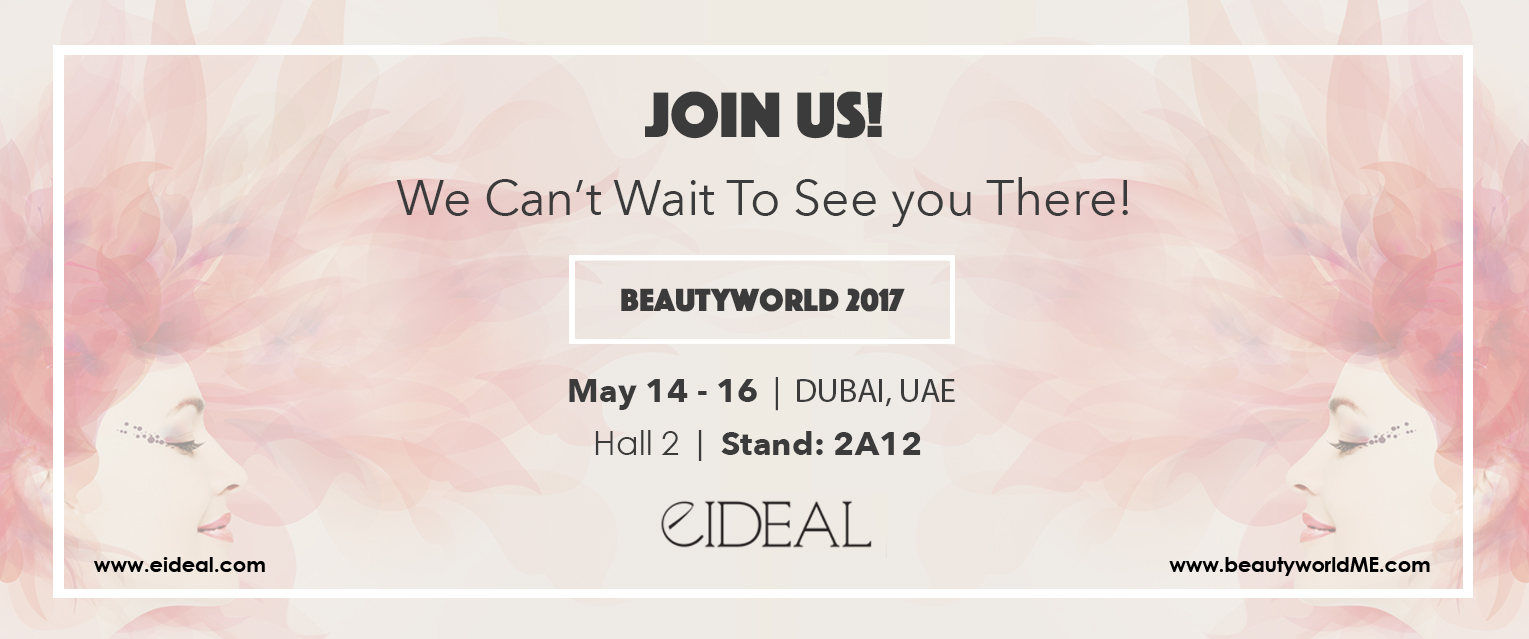 JOIN US!
We Can't Wait To See you There!
BEAUTYWORLD 2017
May 14 - 16 | DUBAI, UAE
Hall 2 | Stand: 2A12
eIDEAL
www.eideal.com
www.beautyworldME.com